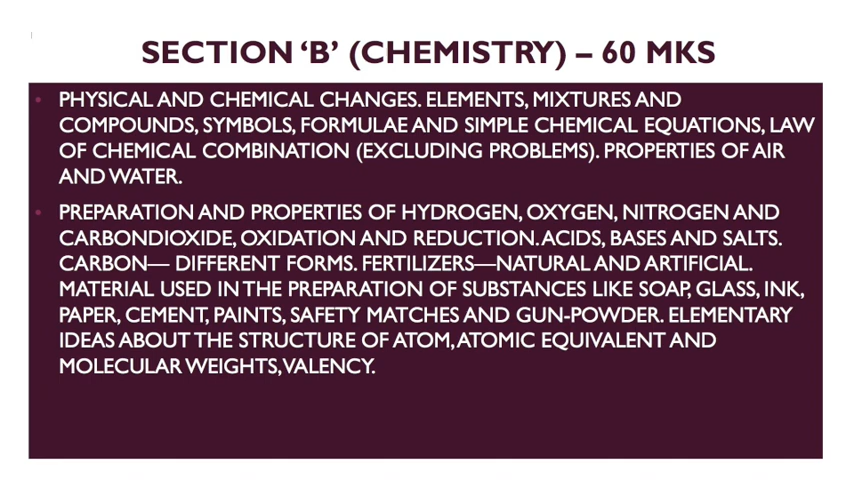 SECTION ‘B’ (CHEMISTRY) – 60 MKS
• PHYSICAL AND CHEMICAL CHANGES. ELEMENTS, MIXTURES AND
COMPOUNDS, SYMBOLS, FORMULAE AND SIMPLE CHEMICAL EQUATIONS, LAW
OF CHEMICAL COMBINATION (EXCLUDING PROBLEMS). PROPERTIES OF AIR
AND WATER.
• PREPARATION AND PROPERTIES OF HYDROGEN, OXYGEN, NITROGEN AND
CARBONDIOXIDE, OXIDATION AND REDUCTION. ACIDS, BASES AND SALTS.
CARBON— DIFFERENT FORMS. FERTILIZERS—NATURAL AND ARTIFICIAL.
MATERIAL USED IN THE PREPARATION OF SUBSTANCES LIKE SOAP, GLASS, INK,
PAPER, CEMENT, PAINTS, SAFETY MATCHES AND GUN-POWDER. ELEMENTARY
IDEAS ABOUT THE STRUCTURE OF ATOM, ATOMIC EQUIVALENT AND
MOLECULAR WEIGHTS, VALENCY.